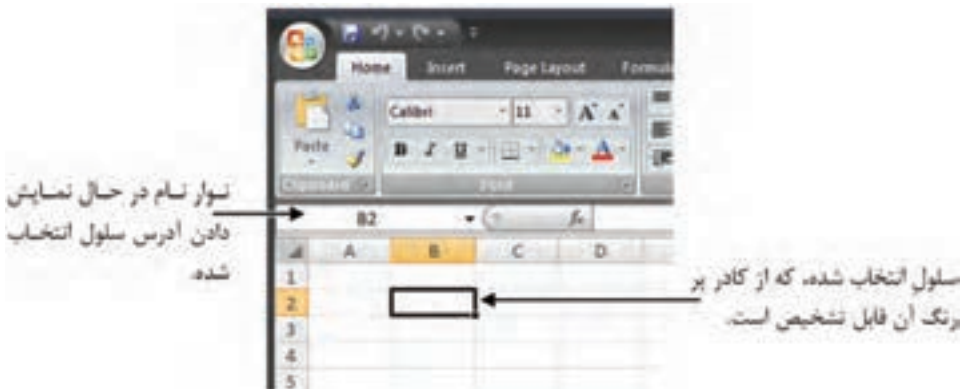 Home Insert Page Layout Formul
Calibri 11 A A
Paste B I U A
Clipboard Font
B2 fx
A B C D
1
2
3
4
5
نوار نام در حال نمایش
دادن آدرس سلول انتخاب
شده.
سلول انتخاب شده، که از کادر پر
برنگ آن قابل تشخیص است.